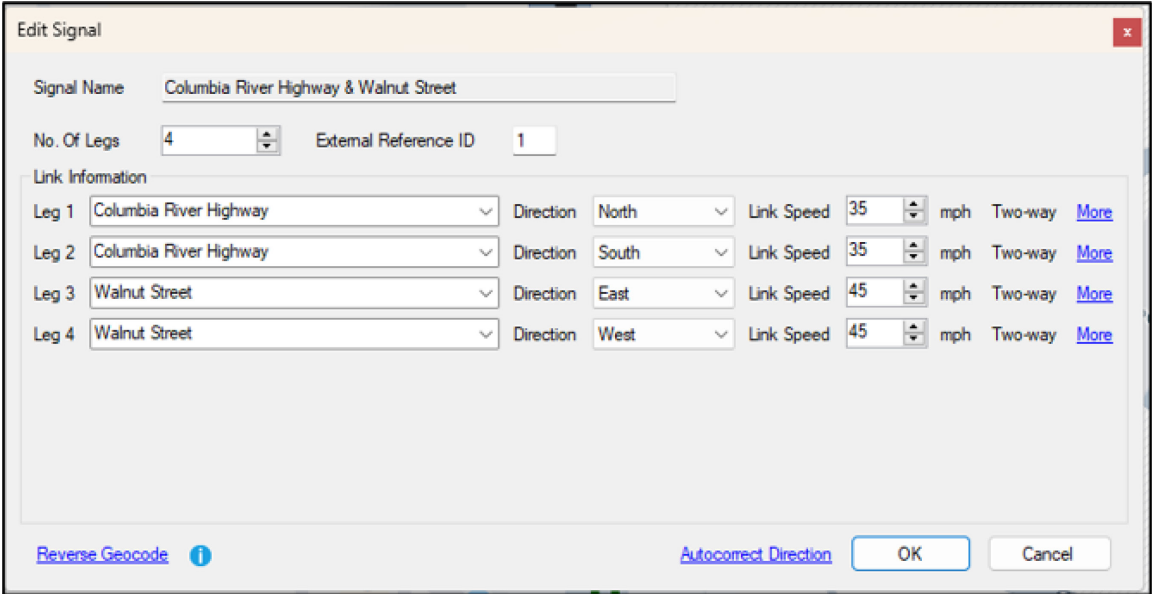 Edit Signal
x
Signal Name Columbia River Highway & Walnut Street
No. Of Legs 4 External Reference ID 1
Link Information
Leg 1 Columbia River Highway Direction North Link Speed 35 mph Two-way More
Leg 2 Columbia River Highway Direction South Link Speed 35 mph Two-way More
Leg 3 Walnut Street Direction East Link Speed 45 mph Two-way More
Leg 4 Walnut Street Direction West Link Speed 45 mph Two-way More
Reverse Geocode i Autocorrect Direction OK Cancel